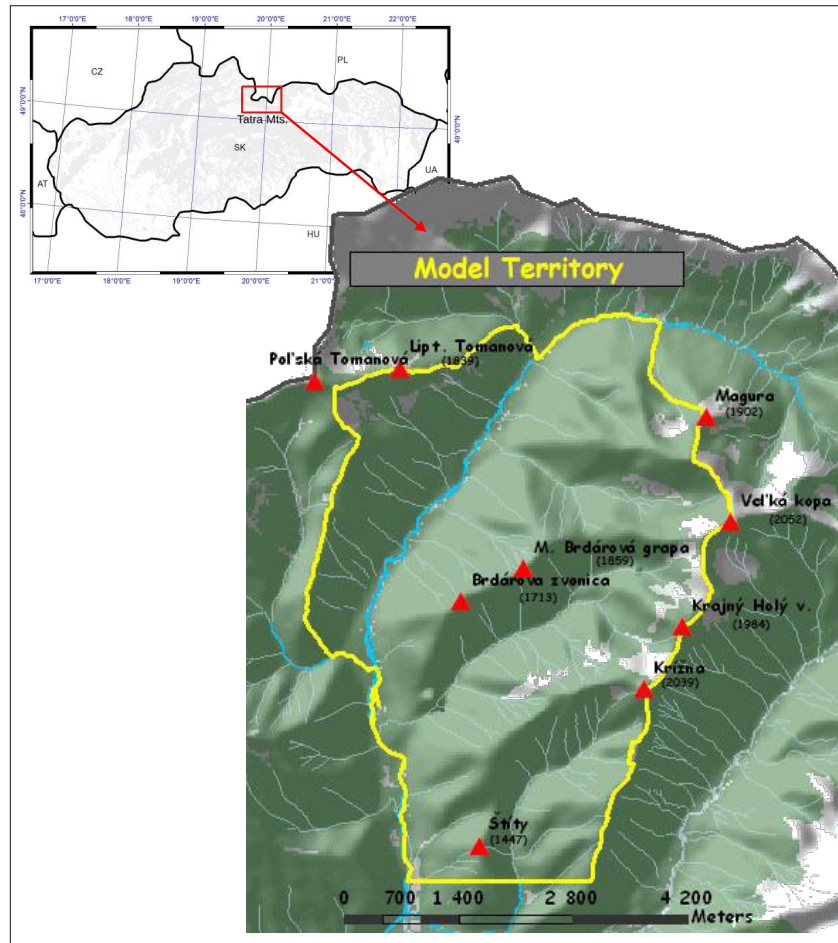 17°0'0"E
18°0'0"E
19°0'0"E
20°0'0"E
21°0'0"E
22°0'0"E
PL
CZ
49°0'0"N
49°0'0"N
Tatra Mts.
SK
UA
AT
48°0'0"N
HU
17°0'0"E
18°0'0"E
19°0'0"E
20°0'0"E
21°0'0"E
Model Territory
Lipt. Tomanová
(1839)
Poľská Tomanová
Magura
(1902)
Veľká kopa
(2052)
M. Brdárová grapa
(1859)
Brdárova zvonica
(1713)
Krajný Holý v.
(1984)
Krížna
(2039)
Štíty
(1447)
0 700 1 400 2 800 4 200
Meters